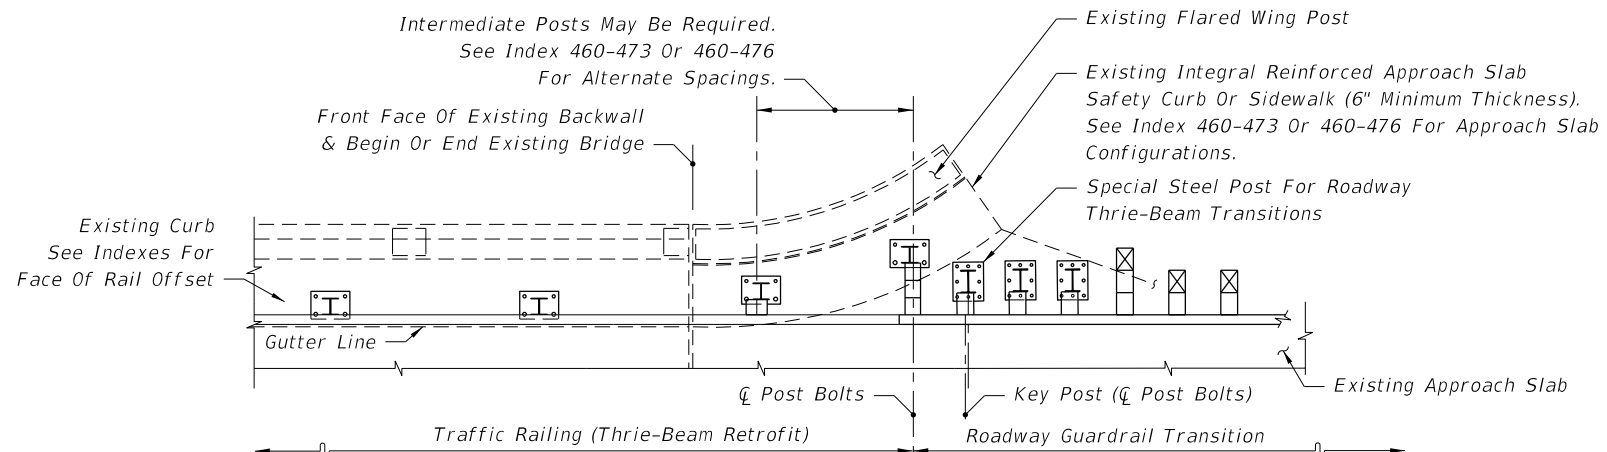 Intermediate Posts May Be Required.
See Index 460-473 Or 460-476
For Alternate Spacings.
Existing Flared Wing Post
Existing Integral Reinforced Approach Slab
Safety Curb Or Sidewalk (6" Minimum Thickness).
See Index 460-473 Or 460-476 For Approach Slab
Configurations.
Front Face Of Existing Backwall
& Begin Or End Existing Bridge
Special Steel Post For Roadway
Thrie-Beam Transitions
Existing Curb
See Indexes For
Face Of Rail Offset
Gutter Line
Existing Approach Slab
℄ Post Bolts
Key Post (℄ Post Bolts)
Traffic Railing (Thrie-Beam Retrofit)
Roadway Guardrail Transition